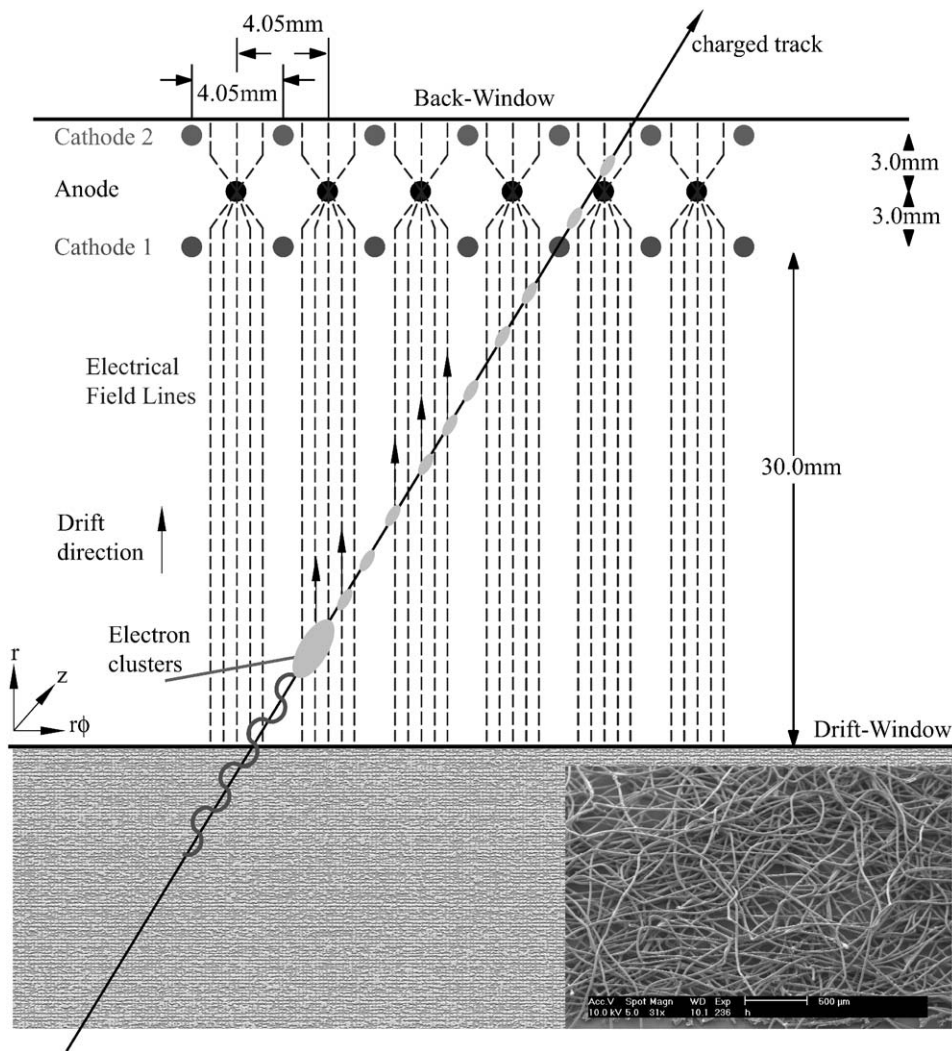 4.05mm
charged track
4.05mm
Back-Window
Cathode 2
3.0mm
Anode
3.0mm
Cathode 1
Electrical
Field Lines
30.0mm
Drift
direction
Electron
clusters
r
z
rϕ
Drift-Window
Acc.V Spot Magn WD Exp 500 µm
10.0 kV 5.0 31x 10.1 236 h